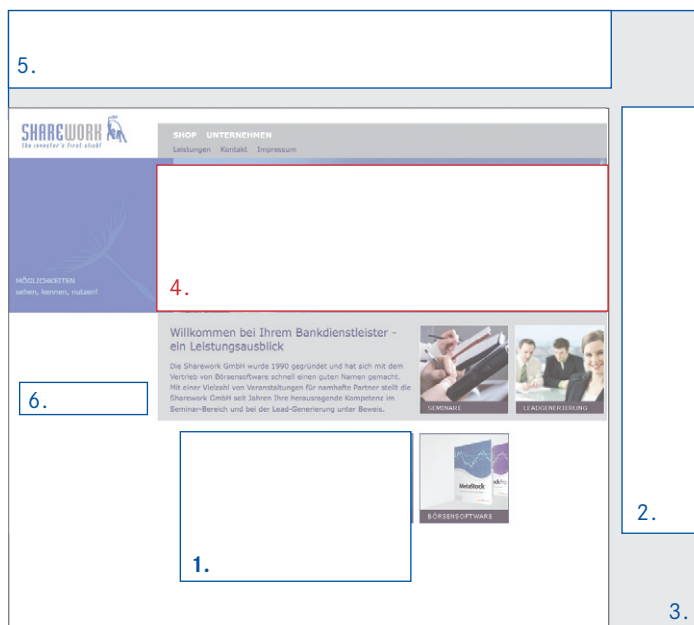 5.
SHAREWORK
the investor's first click!
SHOP UNTERNEHMEN
Leistungen Kontakt Impressum
4.
MÖGLICHKEITEN
sehen, kennen, nutzen!
Willkommen bei Ihrem Bankdienstleister -
ein Leistungsausblick
Die Sharework GmbH wurde 1990 gegründet und hat sich mit dem
Vertrieb von Börsensoftware schnell einen guten Namen gemacht.
Mit einer Vielzahl von Veranstaltungen für namhafte Partner stellt die
Sharework GmbH seit Jahren Ihre herausragende Kompetenz im
Seminar-Bereich und bei der Lead-Generierung unter Beweis.
SEMINARE
LEADGENERIERUNG
6.
MetaStock
BÖRSENSOFTWARE
2.
1.
3.